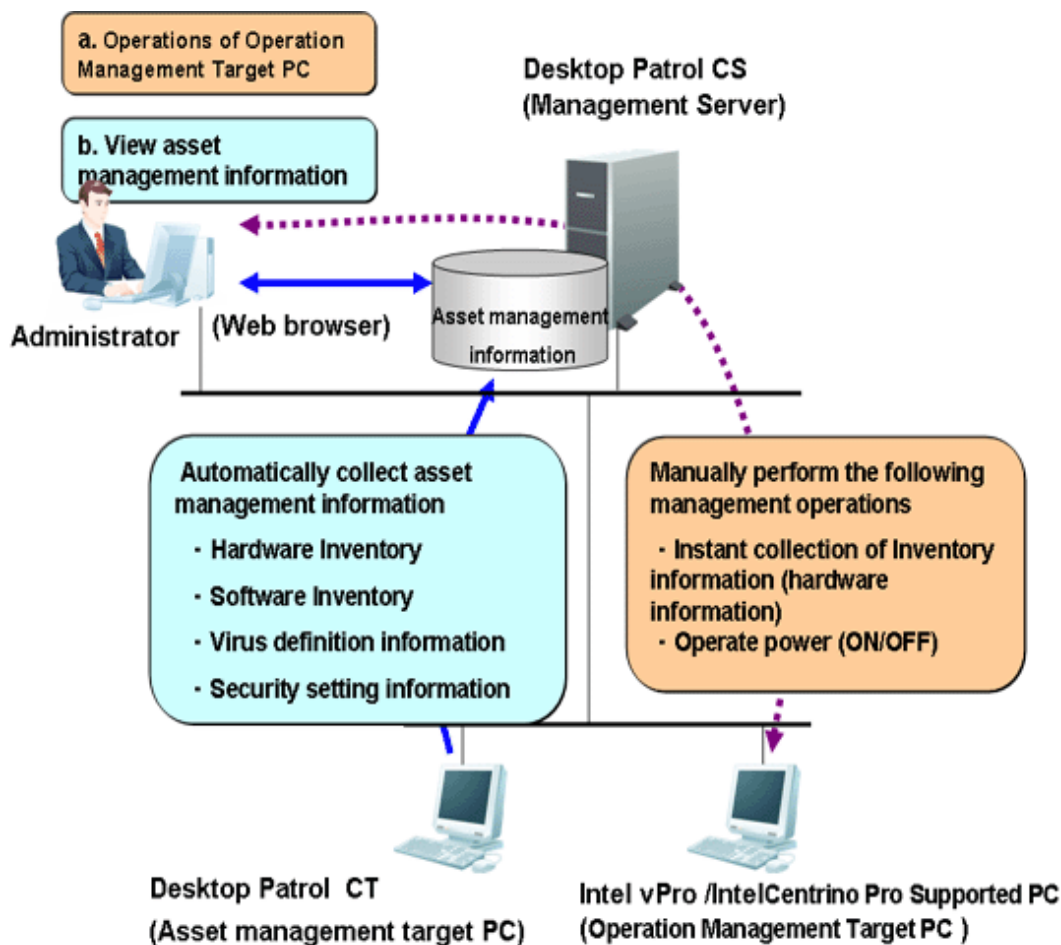 a. Operations of Operation
Management Target PC
b. View asset
management information
Desktop Patrol CS
(Management Server)
Administrator
(Web browser)
Asset management
information
Automatically collect asset
management information
- Hardware Inventory
- Software Inventory
- Virus definition information
- Security setting information
Manually perform the following
management operations
- Instant collection of Inventory
information (hardware
information)
- Operate power (ON/OFF)
Desktop Patrol CT
(Asset management target PC)
Intel vPro /IntelCentrino Pro Supported PC
(Operation Management Target PC )